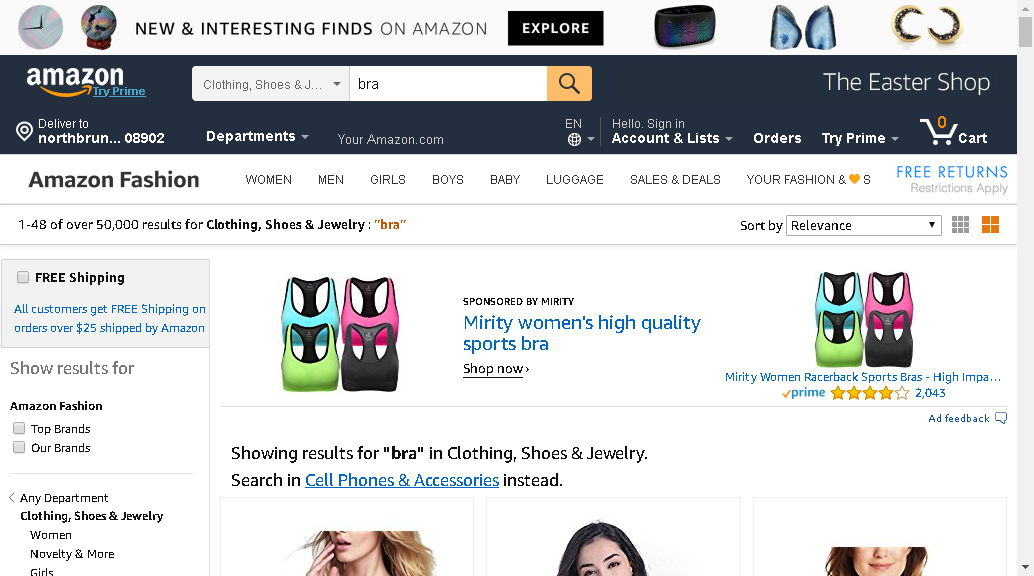 NEW & INTERESTING FINDS ON AMAZON EXPLORE
amazon
Try Prime
Clothing, Shoes & J...
bra
The Easter Shop
Deliver to
northbrun... 08902
Departments
Your Amazon.com
EN
Hello. Sign in
Account & Lists
Orders
Try Prime
0
Cart
Amazon Fashion
WOMEN MEN GIRLS BOYS BABY LUGGAGE SALES & DEALS YOUR FASHION & S
FREE RETURNS
Restrictions Apply
1-48 of over 50,000 results for Clothing, Shoes & Jewelry : "bra"
Sort by Relevance
FREE Shipping
All customers get FREE Shipping on
orders over $25 shipped by Amazon
Show results for
Amazon Fashion
Top Brands
Our Brands
Any Department
Clothing, Shoes & Jewelry
Women
Novelty & More
Girls
SPONSORED BY MIRITY
Mirity women's high quality
sports bra
Shop now ›
Mirity Women Racerback Sports Bras - High Impa...
prime 2,043
Ad feedback
Showing results for "bra" in Clothing, Shoes & Jewelry.
Search in Cell Phones & Accessories instead.